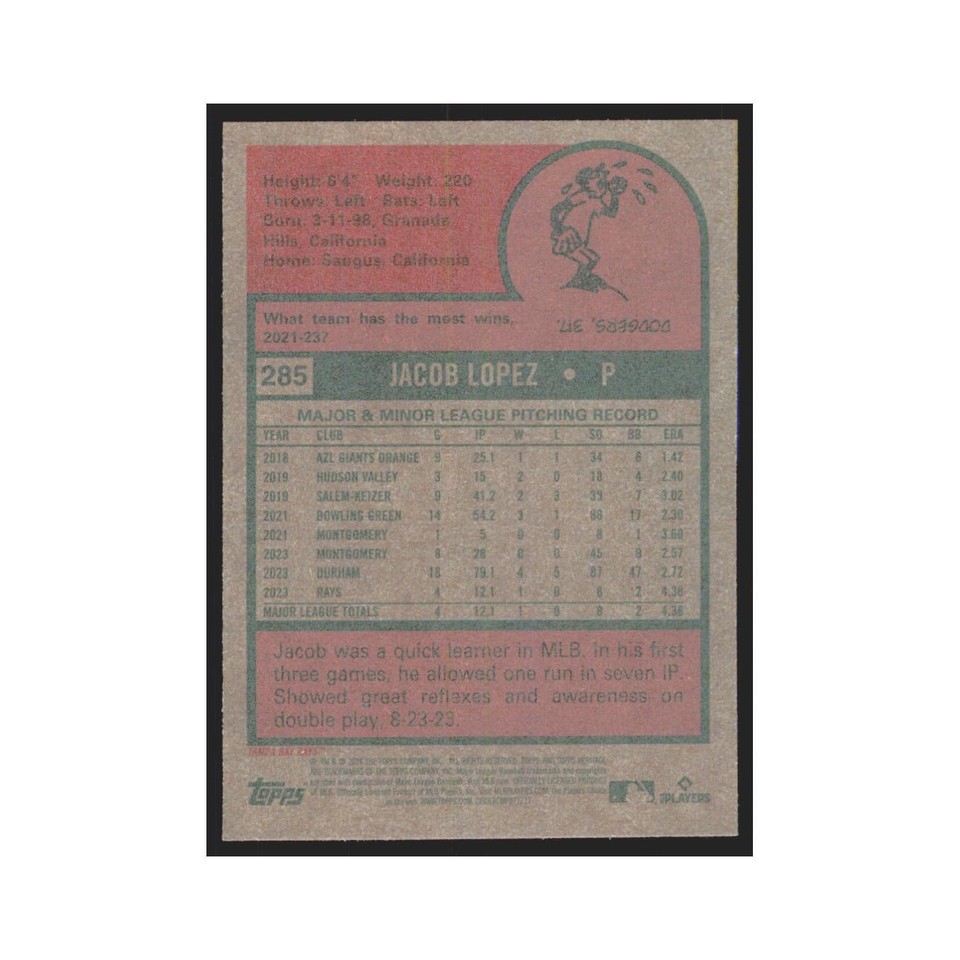 Height: 6'4" Weight: 220
Throws: Left Bats: Left
Born: 3-11-98, Granada
Hills, California
Home: Saugus, California
What team has the most wins,
2021-23?
DODGERS, 317.
285
JACOB LOPEZ • P
MAJOR & MINOR LEAGUE PITCHING RECORD
YEAR CLUB G IP W L SO BB ERA
2018 AZL GIANTS ORANGE 9 25.1 1 1 34 6 1.42
2019 HUDSON VALLEY 3 15 2 0 18 4 2.40
2019 SALEM-KEIZER 9 41.2 2 3 39 7 3.02
2021 BOWLING GREEN 14 54.2 3 1 88 17 2.30
2021 MONTGOMERY 1 5 0 0 8 1 3.60
2023 MONTGOMERY 8 28 0 0 45 8 2.57
2023 DURHAM 18 79.1 4 5 87 47 2.72
2023 RAYS 4 12.1 1 0 8 2 4.38
MAJOR LEAGUE TOTALS 4 12.1 1 0 8 2 4.38
Jacob was a quick learner in MLB. In his first
three games, he allowed one run in seven IP.
Showed great reflexes and awareness on
double play, 8-23-23.
TAMPA BAY RAYS™
topps
PLAYERS